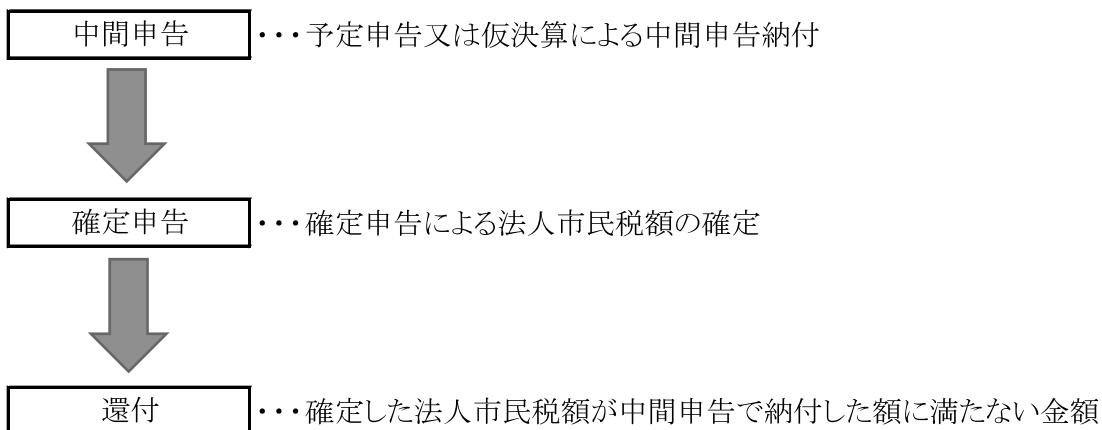 中間申告 ・・・予定申告又は仮決算による中間申告納付
確定申告 ・・・確定申告による法人市民税額の確定
還付 ・・・確定した法人市民税額が中間申告で納付した額に満たない金額